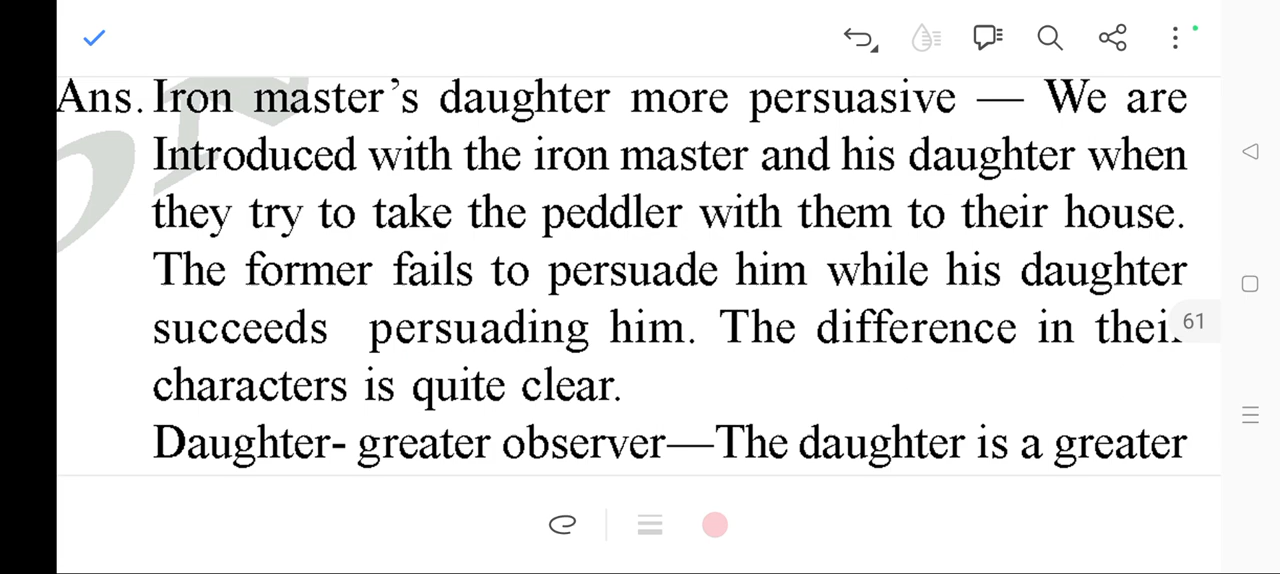 Ans. Iron master's daughter more persuasive — We are
Introduced with the iron master and his daughter when
they try to take the peddler with them to their house.
The former fails to persuade him while his daughter
succeeds persuading him. The difference in their
61
characters is quite clear.
Daughter- greater observer—The daughter is a greater